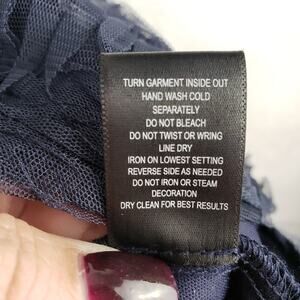 TURN GARMENT INSIDE OUT
HAND WASH COLD
SEPARATELY
DO NOT BLEACH
DO NOT TWIST OR WRING
LINE DRY
IRON ON LOWEST SETTING
REVERSE SIDE AS NEEDED
DO NOT IRON OR STEAM
DECORATION
DRY CLEAN FOR BEST RESULTS